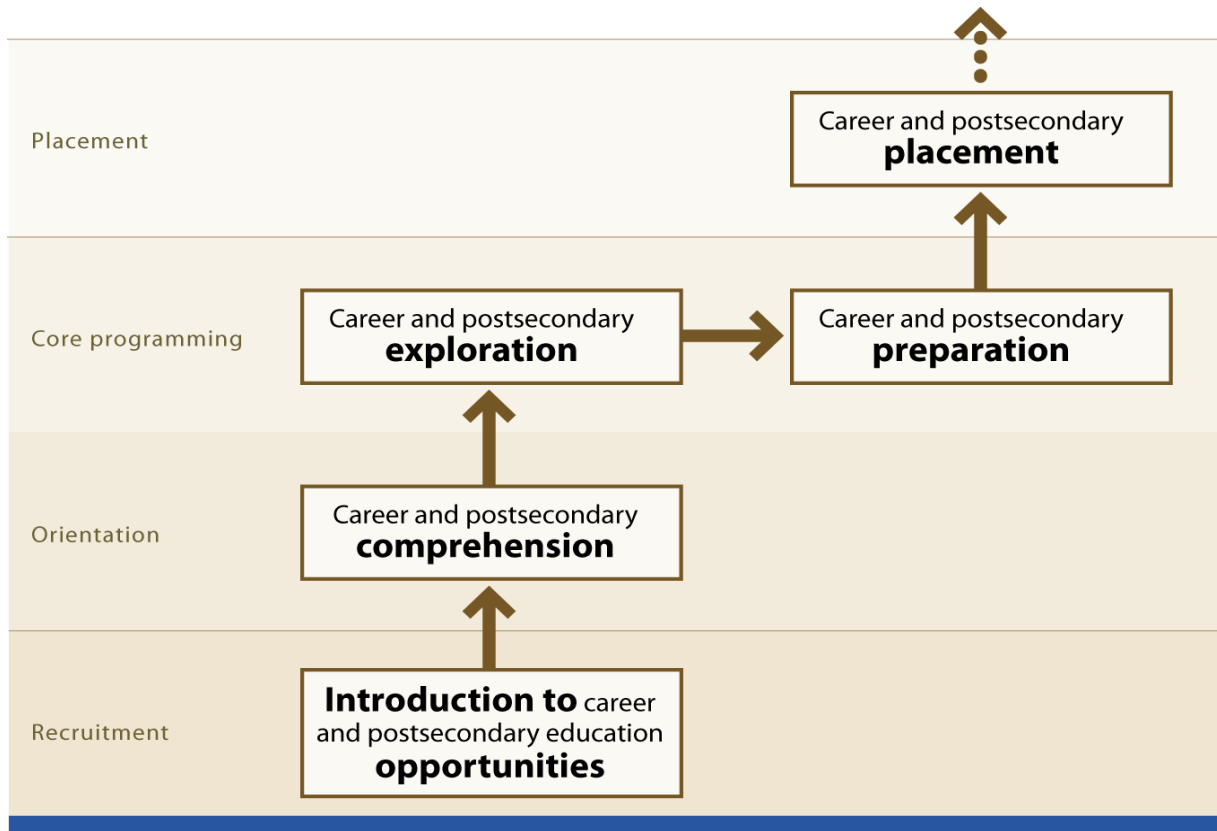 Placement
Career and postsecondary
placement
Core programming
Career and postsecondary
exploration
Career and postsecondary
preparation
Orientation
Career and postsecondary
comprehension
Recruitment
Introduction to career
and postsecondary education
opportunities